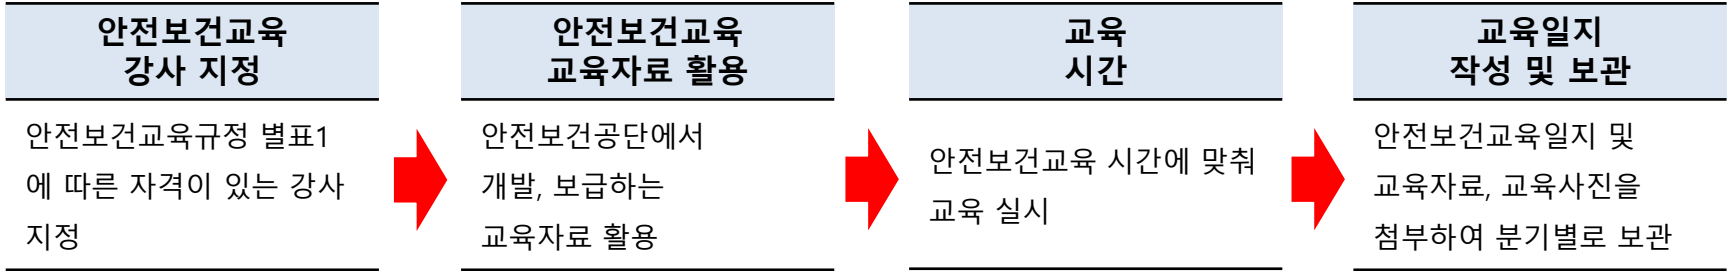 안전보건교육
강사 지정
안전보건교육규정 별표1
에 따른 자격이 있는 강사
지정
안전보건교육
교육자료 활용
안전보건공단에서
개발, 보급하는
교육자료 활용
교육
시간
안전보건교육 시간에 맞춰
교육 실시
교육일지
작성 및 보관
안전보건교육일지 및
교육자료, 교육사진을
첨부하여 분기별로 보관